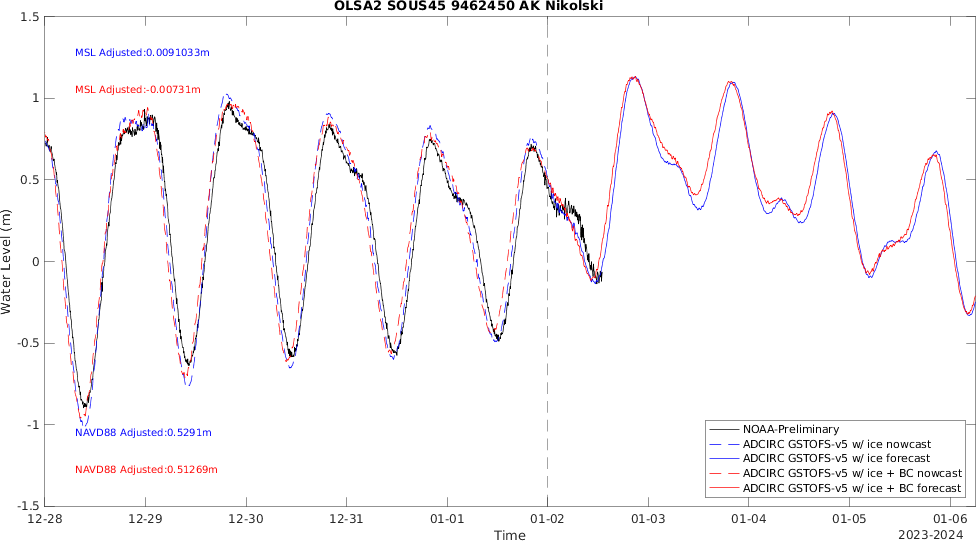 OLSA2 SOUS45 9462450 AK Nikolski
1.5
1
0.5
0
-0.5
-1
-1.5
Water Level (m)
MSL Adjusted:0.0091033m
MSL Adjusted:-0.00731m
NAVD88 Adjusted:0.5291m
NAVD88 Adjusted:0.51269m
NOAA-Preliminary
ADCIRC GSTOFS-v5 w/ ice nowcast
ADCIRC GSTOFS-v5 w/ ice forecast
ADCIRC GSTOFS-v5 w/ ice + BC nowcast
ADCIRC GSTOFS-v5 w/ ice + BC forecast
12-28 12-29 12-30 12-31 01-01 01-02 01-03 01-04 01-05 01-06
Time
2023-2024